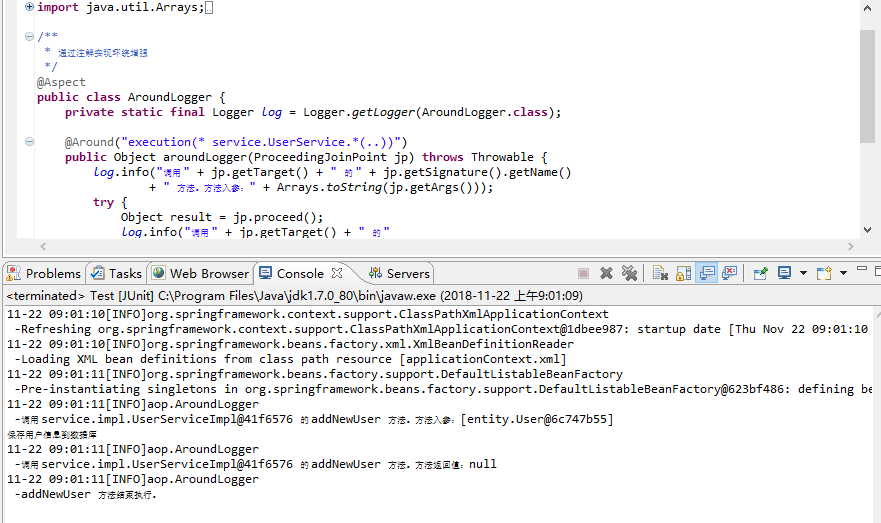 import java.util.Arrays;
/**
* 通过注解实现环绕增强
*/
@Aspect
public class AroundLogger {
private static final Logger log = Logger.getLogger(AroundLogger.class);
@Around("execution(* service.UserService.*(..))")
public Object aroundLogger(ProceedingJoinPoint jp) throws Throwable {
log.info("调用 " + jp.getTarget() + " 的 " + jp.getSignature().getName()
+ " 方法。方法入参：" + Arrays.toString(jp.getArgs()));
try {
Object result = jp.proceed();
log.info("调用 " + jp.getTarget() + " 的 "
Problems Tasks Web Browser Console Servers
<terminated> Test [JUnit] C:\Program Files\Java\jdk1.7.0_80\bin\javaw.exe (2018-11-22 上午9:01:09)
11-22 09:01:10[INFO]org.springframework.context.support.ClassPathXmlApplicationContext
-Refreshing org.springframework.context.support.ClassPathXmlApplicationContext@1dbee987: startup date [Thu Nov 22 09:01:10
11-22 09:01:10[INFO]org.springframework.beans.factory.xml.XmlBeanDefinitionReader
-Loading XML bean definitions from class path resource [applicationContext.xml]
11-22 09:01:11[INFO]org.springframework.beans.factory.support.DefaultListableBeanFactory
-Pre-instantiating singletons in org.springframework.beans.factory.support.DefaultListableBeanFactory@623bf486: defining be
11-22 09:01:11[INFO]aop.AroundLogger
-调用 service.impl.UserServiceImpl@41f6576 的 addNewUser 方法。方法入参：[entity.User@6c747b55]
保存用户信息到数据库
11-22 09:01:11[INFO]aop.AroundLogger
-调用 service.impl.UserServiceImpl@41f6576 的 addNewUser 方法。方法返回值：null
11-22 09:01:11[INFO]aop.AroundLogger
-addNewUser 方法结束执行。